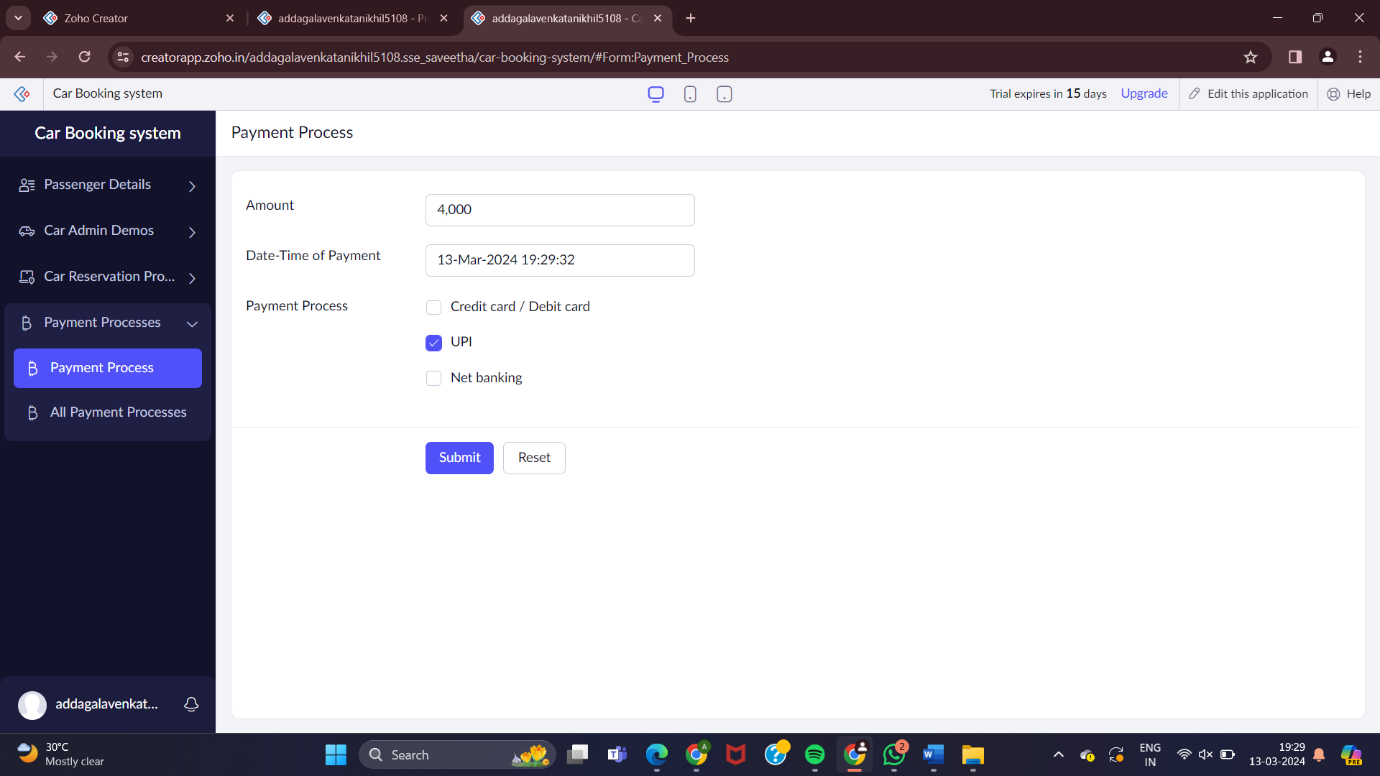 Zoho Creator
addagalavenkatanikhil5108 - P
addagalavenkatanikhil5108 - C
creatorapp.zoho.in/addagalavenkatanikhil5108.sse_saveetha/car-booking-system/#Form:Payment_Process
Car Booking system
Trial expires in 15 days
Upgrade
Edit this application
Help
Car Booking system
Payment Process
Passenger Details
Car Admin Demos
Car Reservation Pro...
Payment Processes
Payment Process
All Payment Processes
Amount
4,000
Date-Time of Payment
13-Mar-2024 19:29:32
Payment Process
Credit card / Debit card
UPI
Net banking
Submit
Reset
addagalavenkat...
30°C
Mostly clear
Search
A
2
ENG
IN
19:29
13-03-2024
PRE